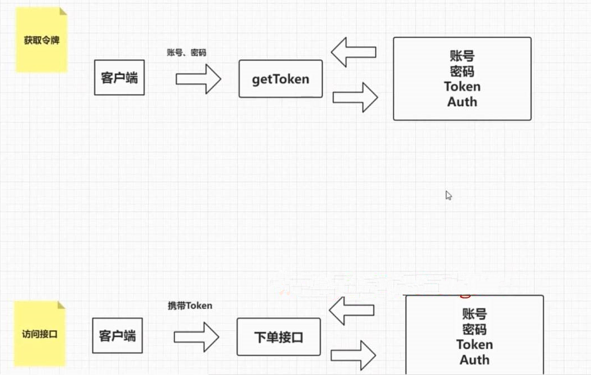 获取令牌
账号、密码
客户端
getToken
账号
密码
Token
Auth
访问接口
携带Token
客户端
下单接口
账号
密码
Token
Auth